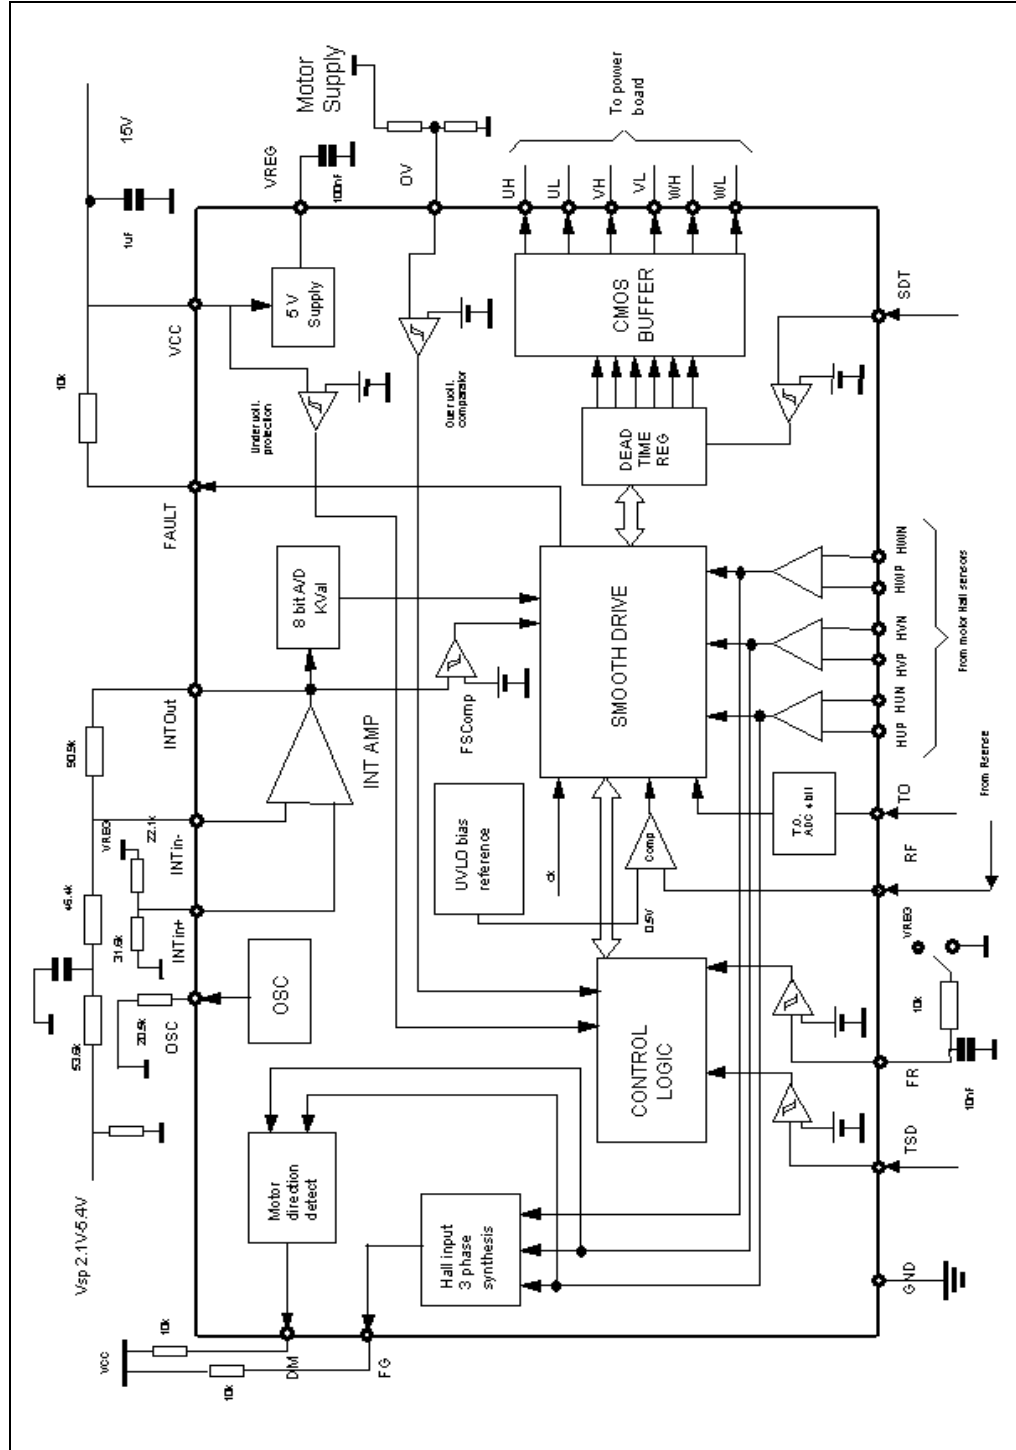 Motor
Supply
15V
1uF
VREG
100nF
OV
To power
board
UH
UL
VH
VL
WH
WL
5 V
Supply
VCC
10k
CMOS
BUFFER
SDT
Under volt.
protection
Over volt.
comparator
DEAD
TIME
REG
FAULT
8 bit A/D
KVal
SMOOTH DRIVE
HWN
HWP
HVN
HVP
HUN
HUP
From motor Hall sensors
INTOut
INT AMP
FSComp
VREG
22.1k
INTin-
31.6k
INTin+
UVLO bias
reference
ck
comp
0.5V
T.O.
ADC 4 bit
TO
RF
From Rsense
OSC
OSC
20.5k
53.6k
CONTROL
LOGIC
VREG
10k
FR
10nF
TSD
Vsp 2.1V-5.4V
Motor
direction
detect
Hall input
3 phase
synthesis
GND
VCC
10k
10k
DM
FG